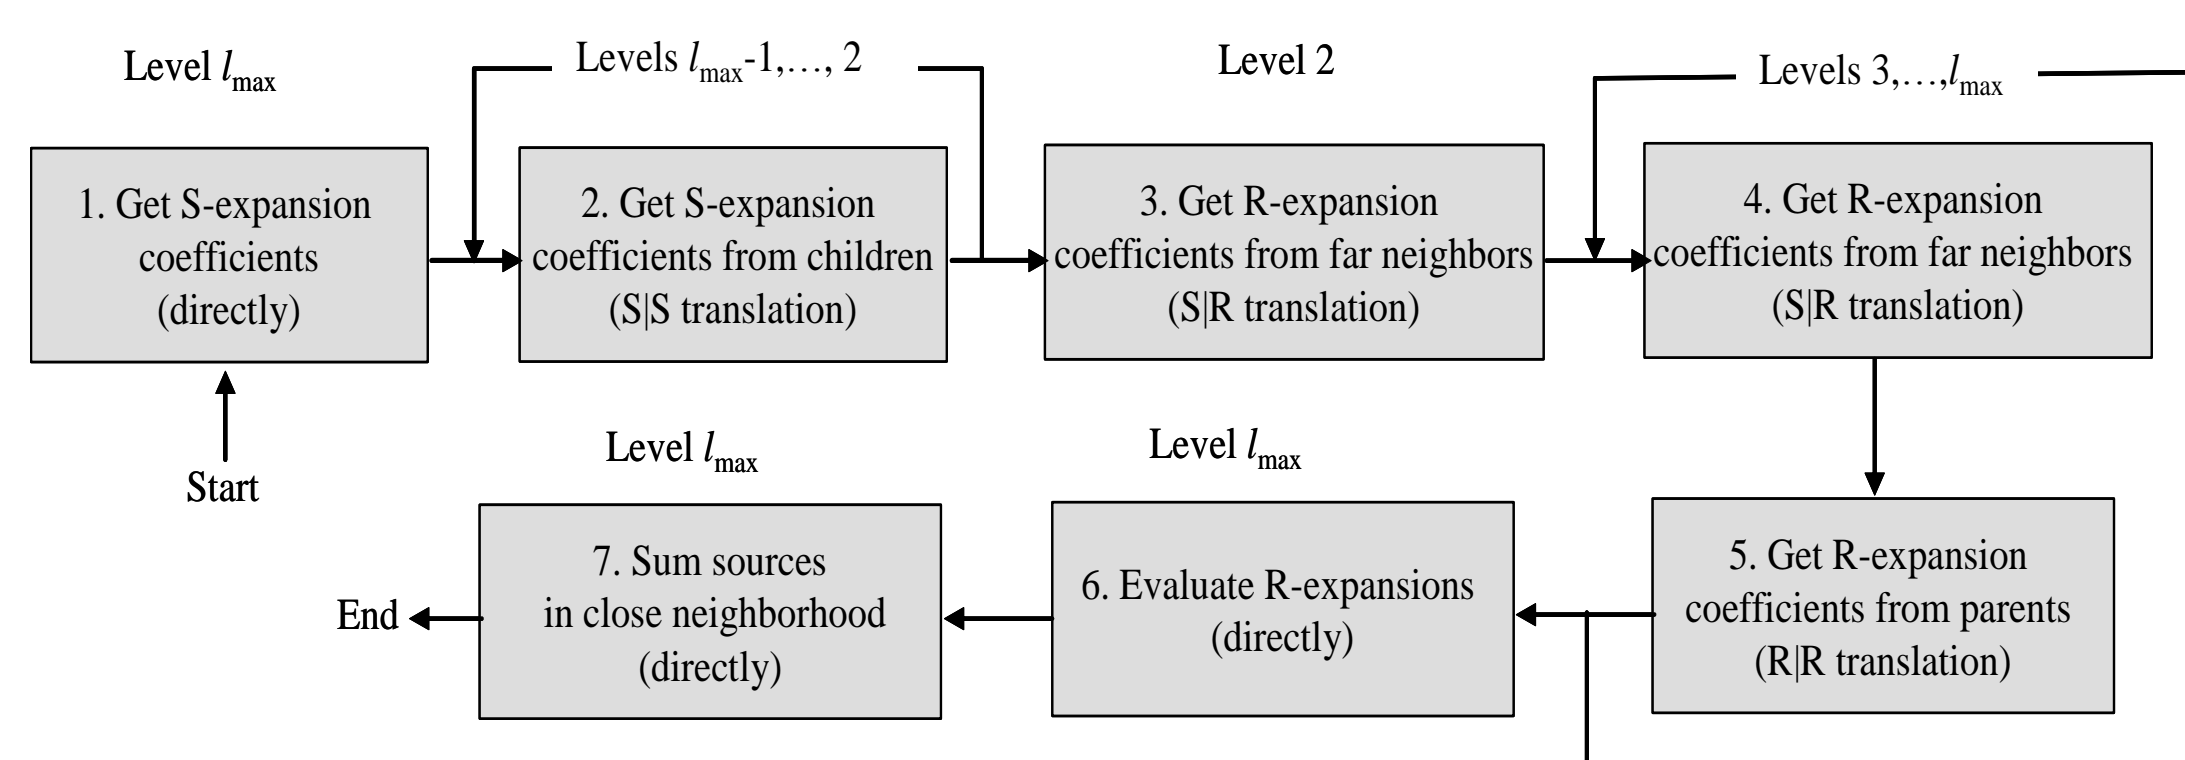 Level lmax
Levels lmax-1,…, 2
Level 2
Levels 3,…,lmax
1. Get S-expansion
coefficients
(directly)
2. Get S-expansion
coefficients from children
(S|S translation)
3. Get R-expansion
coefficients from far neighbors
(S|R translation)
4. Get R-expansion
coefficients from far neighbors
(S|R translation)
Start
Level lmax
Level lmax
End
7. Sum sources
in close neighborhood
(directly)
6. Evaluate R-expansions
(directly)
5. Get R-expansion
coefficients from parents
(R|R translation)